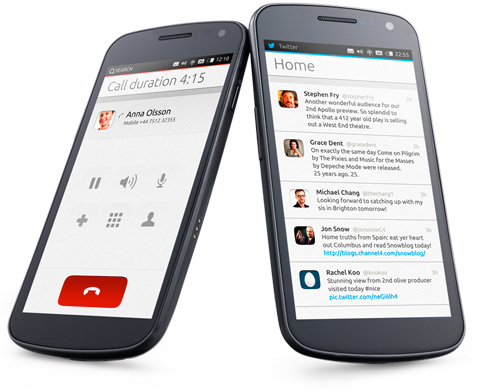 SEARCH
12:10
Call duration 4:15
Anna Olsson
Mobile +44 7512 32355
Twitter
22:55
Home
Stephen Fry @stephenfry 2h
Another wonderful audience for our
2nd Apollo preview. So splendid to
think that a 412 year old play is selling
out a West End theatre.
Grace Dent @gracedent 2h
On exactly the same day Come on Pilgrim
by The Pixies and Music for the Masses
by Depeche Mode were released.
25 years ago. 25.
Michael Chang @thechang1 3h
Looking forward to catching up with my
sis in Brighton tomorrow!
Jon Snow @jonsnowC4 3h
Home truths from Spain: eat yer heart
out Columbus and read Snowblog today!
http://blogs.channel4.com/snowblog/
Rachel Koo @kookoo 3h
Stunning view from 2nd olive producer
visited today #nice
pic.twitter.com/neGi6lh4